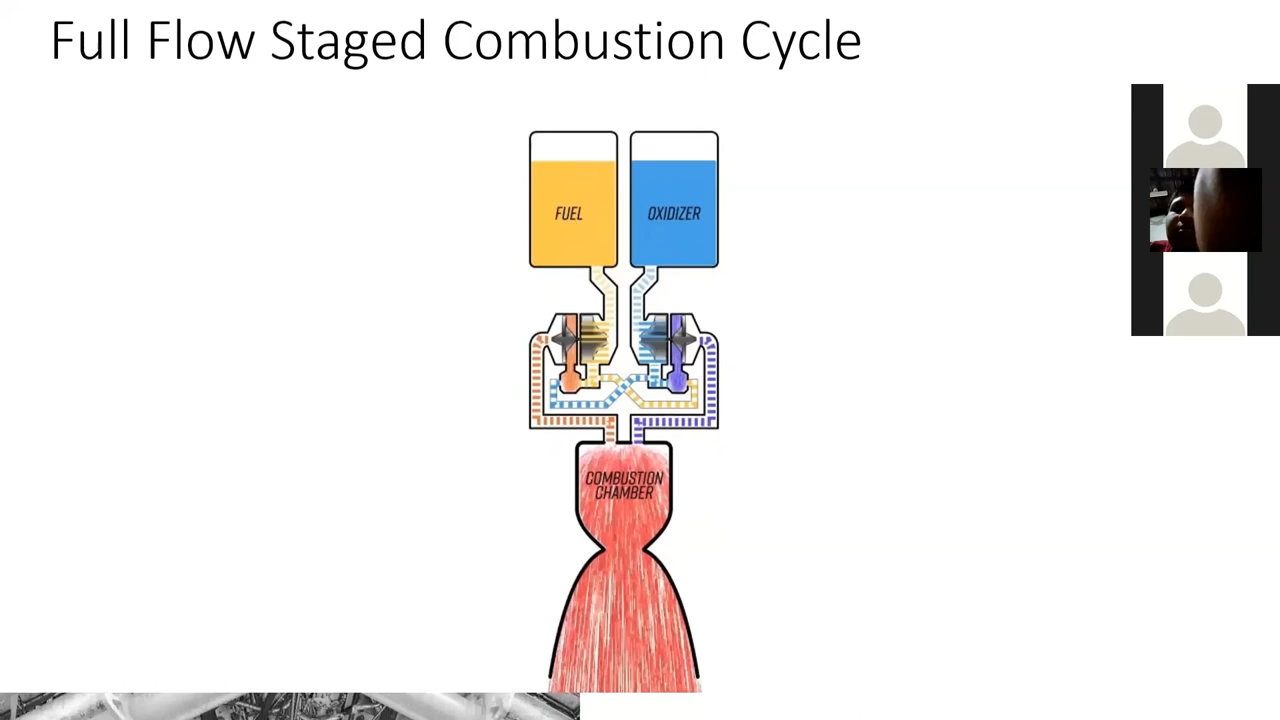 Full Flow Staged Combustion Cycle
FUEL
OXIDIZER
COMBUSTION
CHAMBER